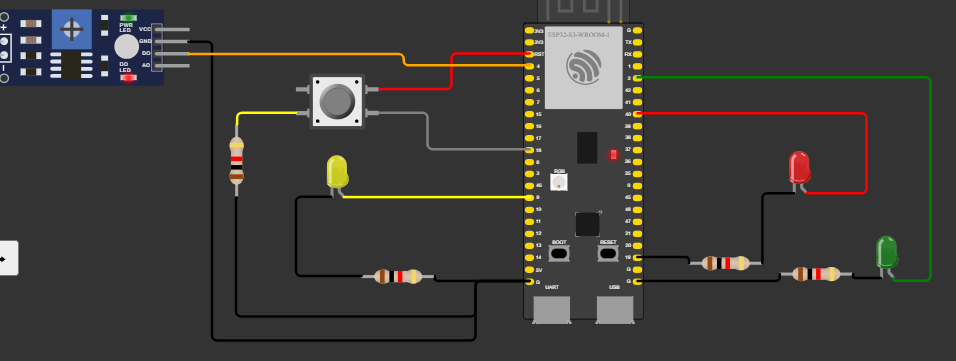 +
PWR
LED
VCC
GND
DO
AO
DO
LED
ESP32-S3-WROOM-1
3V3
3V3
RST
4
5
6
7
15
16
17
18
8
3
46
9
10
11
12
13
14
5V
G
G
TX
RX
1
2
42
41
40
39
38
37
36
35
0
45
48
47
21
20
19
G
G
RGB
BOOT
RESET
UART
USB